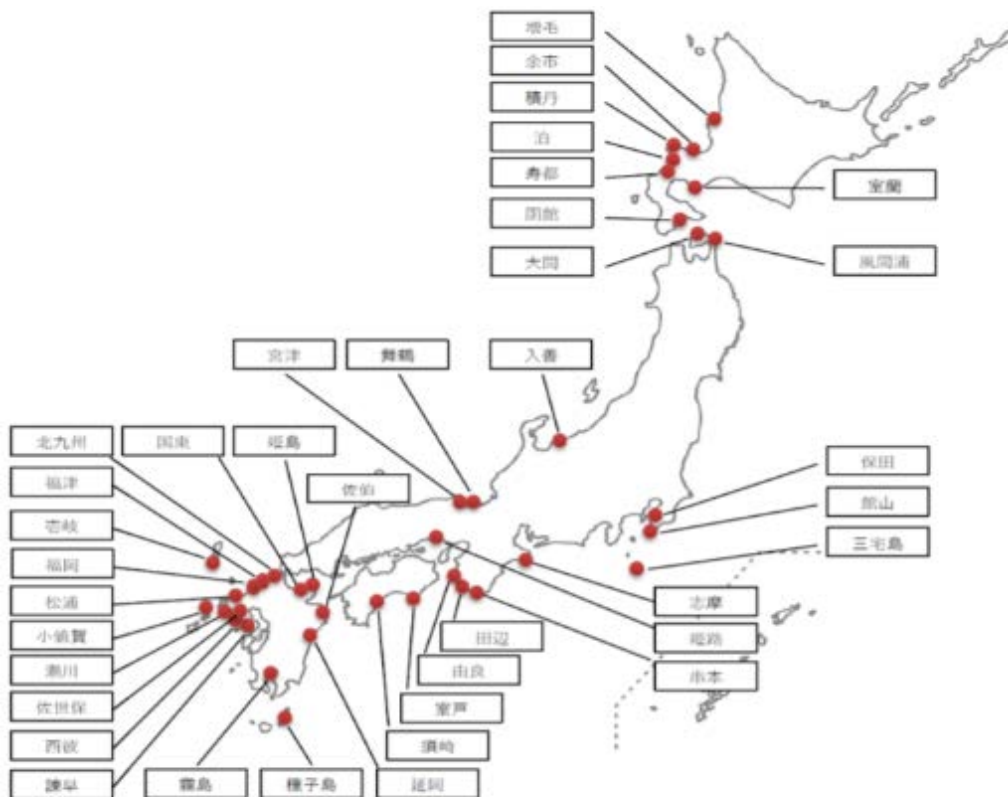 増毛
余市
積丹
泊
寿都
函館
大間
室蘭
風間浦
宮津
舞鶴
入善
北九州
国東
姫島
佐伯
福津
壱岐
福岡
松浦
小値賀
瀬川
佐世保
西彼
諫早
霧島
種子島
延岡
須崎
室戸
由良
田辺
保田
館山
三宅島
志摩
姫路
串本